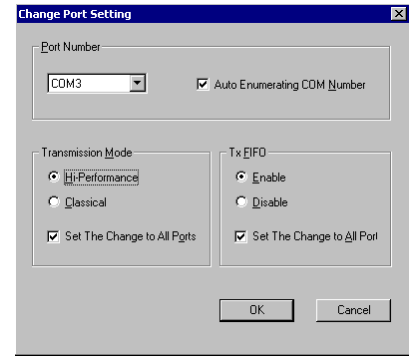 Change Port Setting
Port Number
COM3
Auto Enumerating COM Number
Transmission Mode
Hi-Performance
Classical
Set The Change to All Ports
Tx FIFO
Enable
Disable
Set The Change to All Port
OK
Cancel